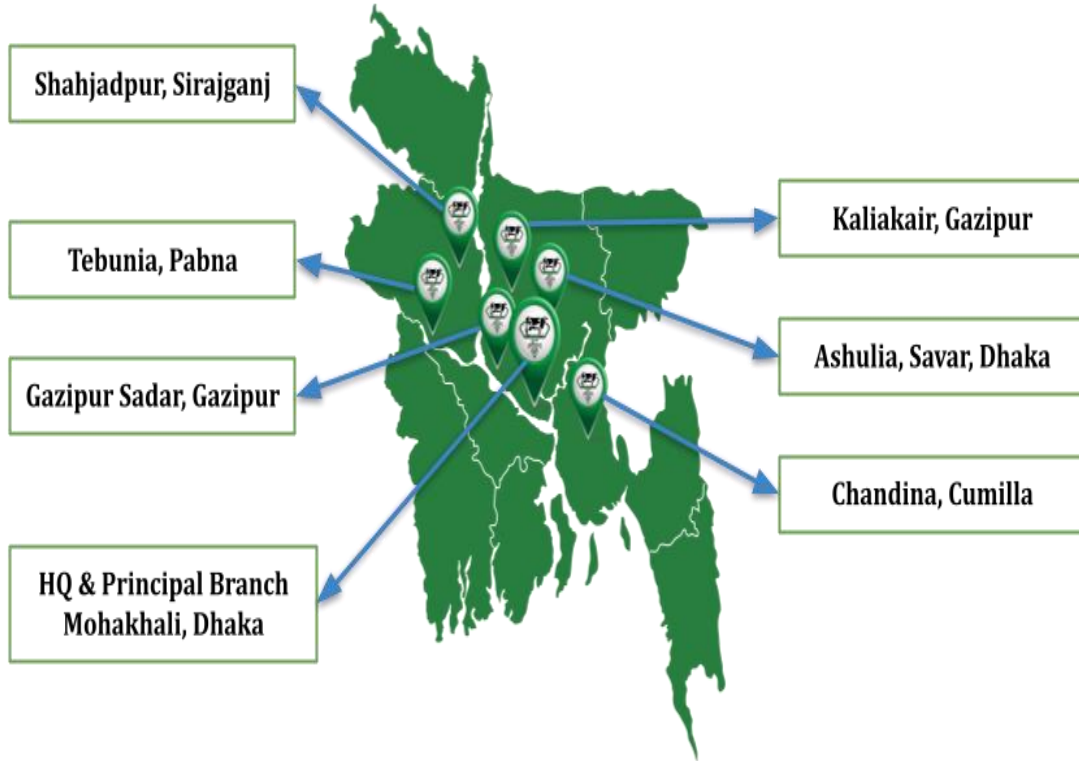 Shahjadpur, Sirajganj
Tebunia, Pabna
Gazipur Sadar, Gazipur
HQ & Principal Branch
Mohakhali, Dhaka
Kaliakair, Gazipur
Ashulia, Savar, Dhaka
Chandina, Cumilla